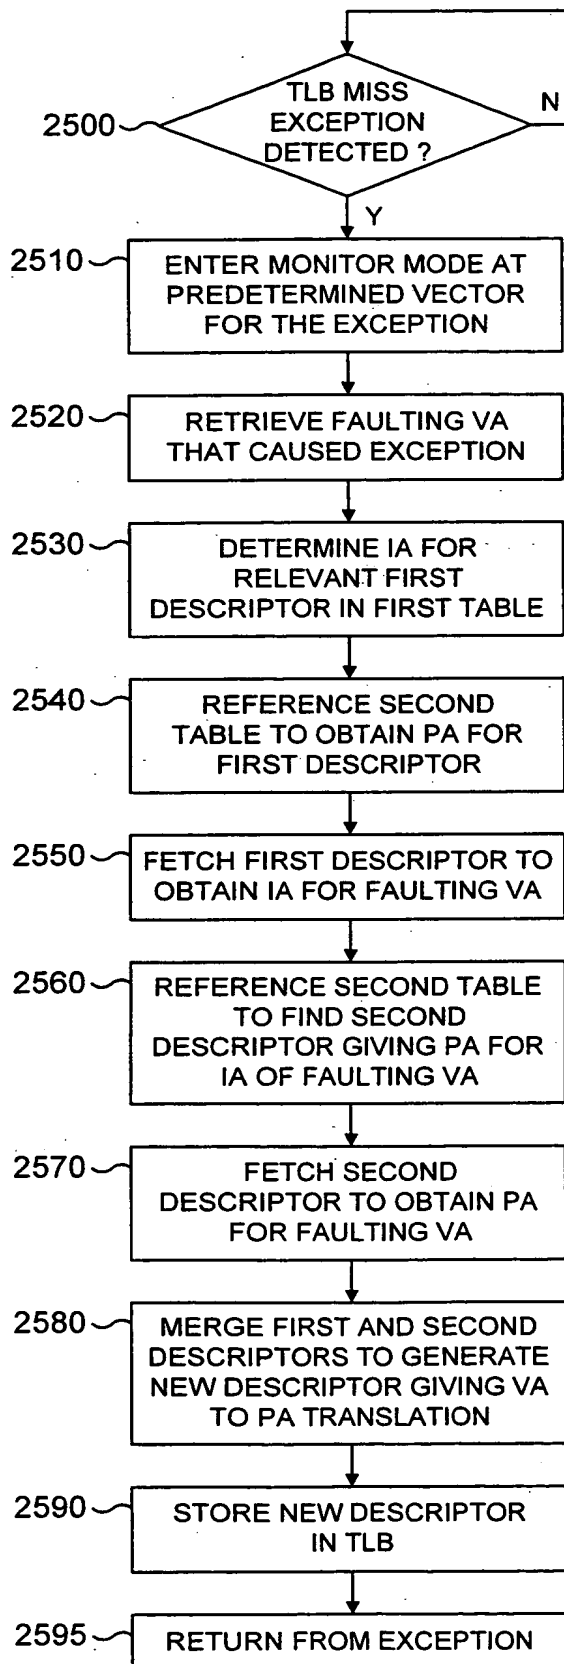 TLB MISS
EXCEPTION
DETECTED ?
N
2500
Y
2510
ENTER MONITOR MODE AT
PREDETERMINED VECTOR
FOR THE EXCEPTION
2520
RETRIEVE FAULTING VA
THAT CAUSED EXCEPTION
2530
DETERMINE IA FOR
RELEVANT FIRST
DESCRIPTOR IN FIRST TABLE
2540
REFERENCE SECOND
TABLE TO OBTAIN PA FOR
FIRST DESCRIPTOR
2550
FETCH FIRST DESCRIPTOR TO
OBTAIN IA FOR FAULTING VA
2560
REFERENCE SECOND TABLE
TO FIND SECOND
DESCRIPTOR GIVING PA FOR
IA OF FAULTING VA
2570
FETCH SECOND
DESCRIPTOR TO OBTAIN PA
FOR FAULTING VA
2580
MERGE FIRST AND SECOND
DESCRIPTORS TO GENERATE
NEW DESCRIPTOR GIVING VA
TO PA TRANSLATION
2590
STORE NEW DESCRIPTOR
IN TLB
2595
RETURN FROM EXCEPTION